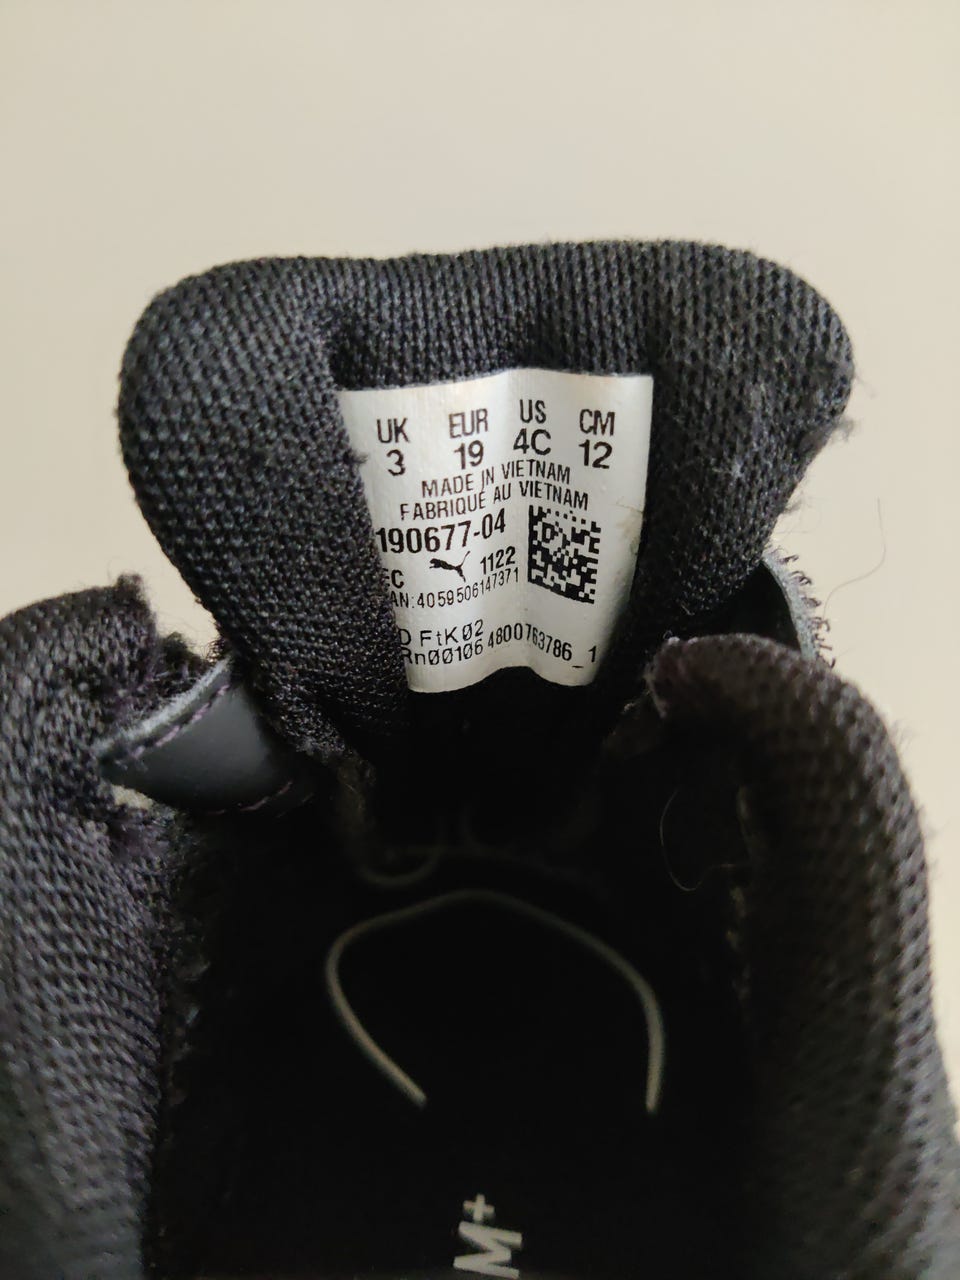 UK EUR US CM
3 19 4C 12
MADE IN VIETNAM
FABRIQUÉ AU VIETNAM
190677-04
1122
AN:4059506147371
D FtK02
Rn00106 4800763786_1
M+